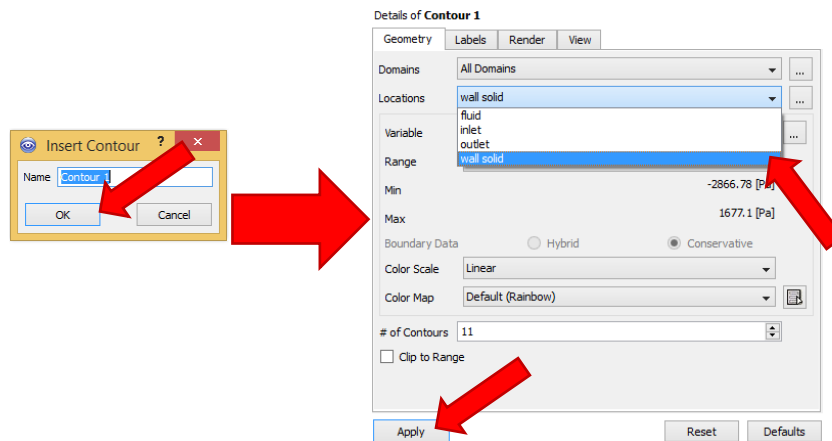 Insert Contour ? ×
Name Contour 1
OK Cancel
Details of Contour 1
Geometry Labels Render View
Domains All Domains ...
Locations wall solid ...
fluid
inlet
outlet
wall solid
Variable ...
Range
Min -2866.78 [Pa]
Max 1677.1 [Pa]
Boundary Data Hybrid Conservative
Color Scale Linear
Color Map Default (Rainbow)
# of Contours 11
Clip to Range
Apply Reset Defaults